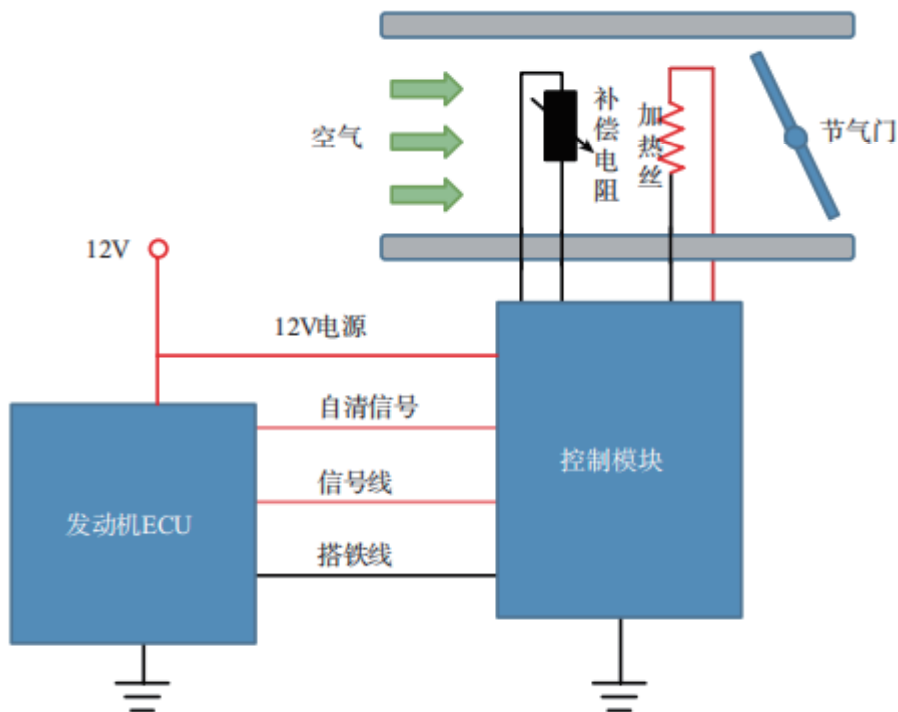 空气
补偿电阻
加热丝
节气门
12V
12V电源
自清信号
信号线
搭铁线
发动机ECU
控制模块